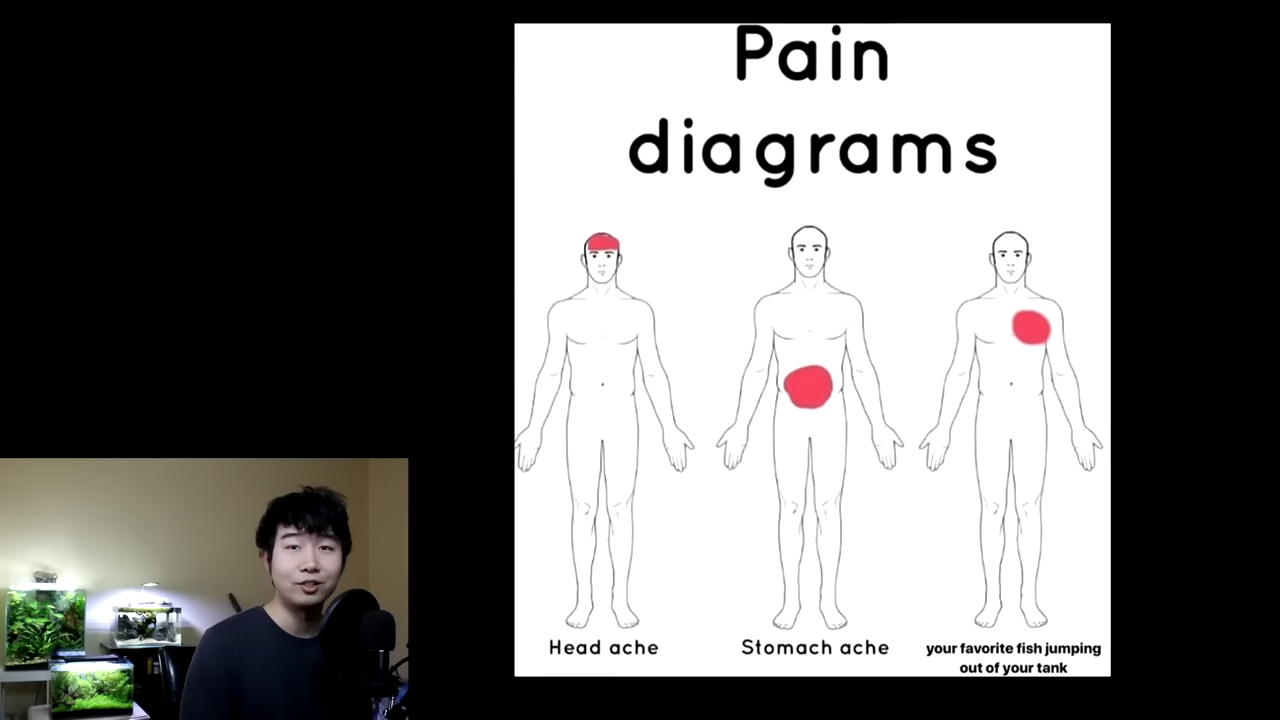 Pain
diagrams
Head ache
Stomach ache
your favorite fish jumping
out of your tank